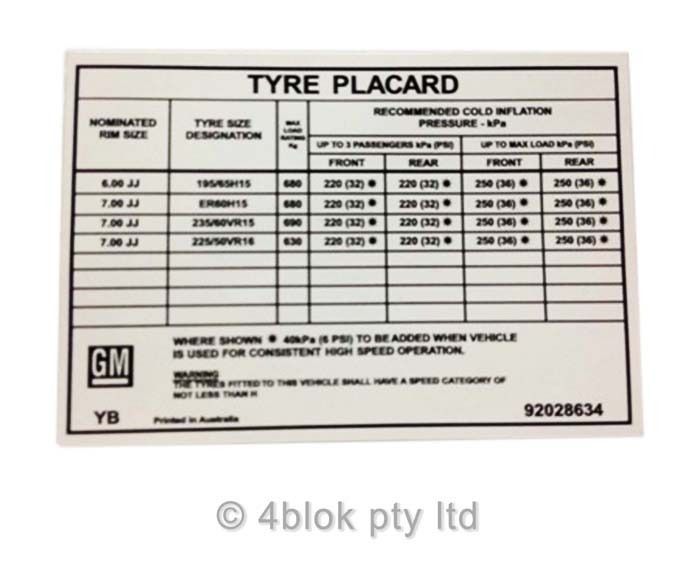 TYRE PLACARD
NOMINATED RIM SIZE TYRE SIZE DESIGNATION MAX LOAD RATING Kg RECOMMENDED COLD INFLATION PRESSURE - kPa
UP TO 3 PASSENGERS kPa (PSI) UP TO MAX LOAD kPa (PSI)
FRONT REAR FRONT REAR
6.00 JJ 195/65H15 680 220 (32) * 220 (32) * 250 (36) * 250 (36) *
7.00 JJ ER60H15 680 220 (32) * 220 (32) * 250 (36) * 250 (36) *
7.00 JJ 235/60VR15 690 220 (32) * 220 (32) * 250 (36) * 250 (36) *
7.00 JJ 225/50VR16 630 220 (32) * 220 (32) * 250 (36) * 250 (36) *
WHERE SHOWN * 40kPa (6 PSI) TO BE ADDED WHEN VEHICLE
IS USED FOR CONSISTENT HIGH SPEED OPERATION.
GM
WARNING
THE TYRES FITTED TO THIS VEHICLE SHALL HAVE A SPEED CATEGORY OF
NOT LESS THAN H
YB Printed in Australia 92028634
© 4blok pty ltd